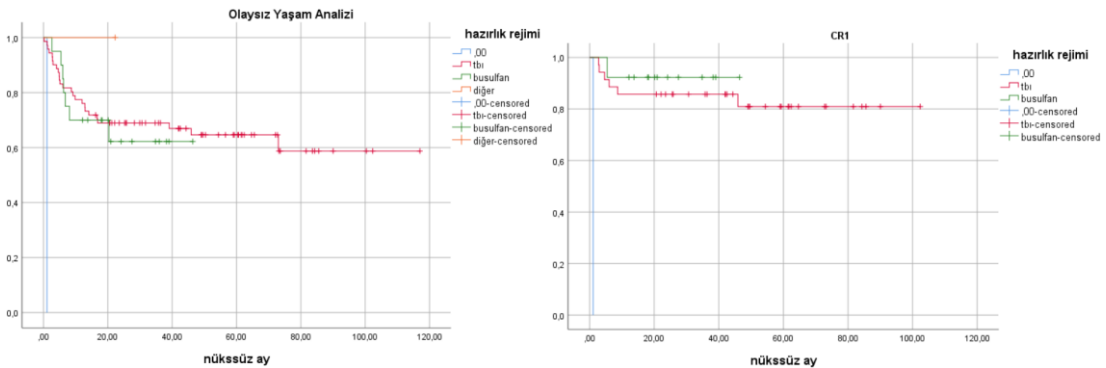 Olaysız Yaşam Analizi
hazırlık rejimi
,00
tbı
busulfan
diğer
,00-censored
tbı-censored
busulfan-censored
diğer-censored
1,0
0,8
0,6
0,4
0,2
0,0
,00 20,00 40,00 60,00 80,00 100,00 120,00
nükssüz ay
CR1
hazırlık rejimi
,00
tbı
busulfan
,00-censored
tbı-censored
busulfan-censored
1,0
0,8
0,6
0,4
0,2
0,0
,00 20,00 40,00 60,00 80,00 100,00 120,00
nükssüz ay